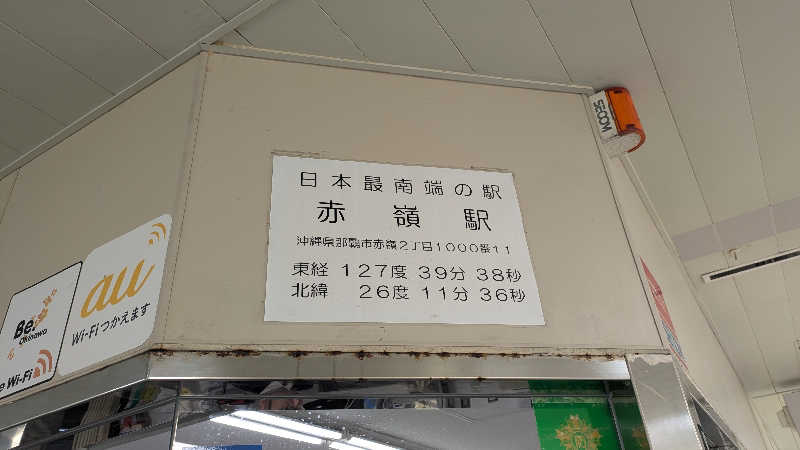 日本最南端の駅
赤嶺駅
沖縄県那覇市赤嶺2丁目1000番11
東経 127度 39分 38秒
北緯 26度 11分 36秒
SECOM
au
Wi-Fiつかえます
Be.
Okinawa
e Wi-Fi